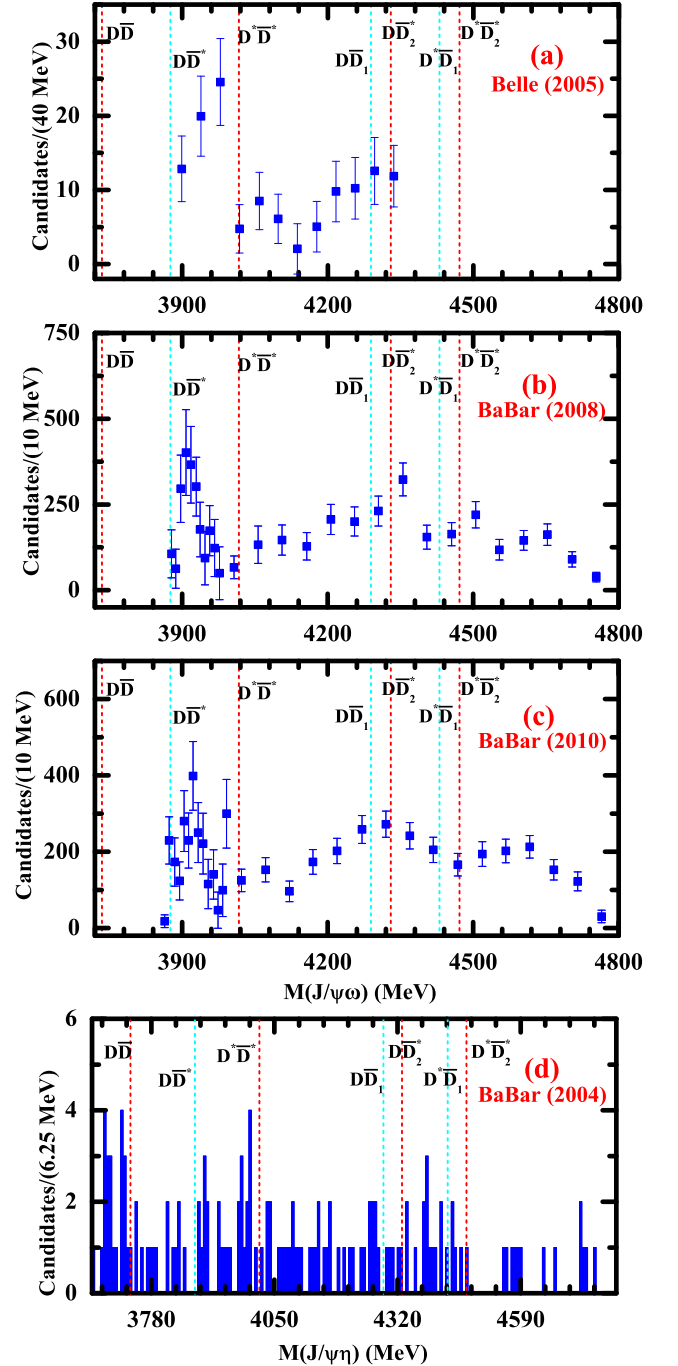 DD̅ D*D̅* DD̅₂* D*D̅₂*
DD̅* DD̅₁ D*D̅₁
(a)
Belle (2005)
Candidates/(40 MeV)
30
20
10
0
3900 4200 4500 4800
DD̅ D*D̅* DD̅₂* D*D̅₂*
DD̅* DD̅₁ D*D̅₁
(b)
BaBar (2008)
Candidates/(10 MeV)
750
500
250
0
3900 4200 4500 4800
DD̅ D*D̅* DD̅₂* D*D̅₂*
DD̅* DD̅₁ D*D̅₁
(c)
BaBar (2010)
Candidates/(10 MeV)
600
400
200
0
3900 4200 4500 4800
M(J/ψω) (MeV)
DD̅ D*D̅* DD̅₂* D*D̅₂*
DD̅* DD̅₁ D*D̅₁
(d)
BaBar (2004)
Candidates/(6.25 MeV)
6
4
2
0
3780 4050 4320 4590
M(J/ψη) (MeV)